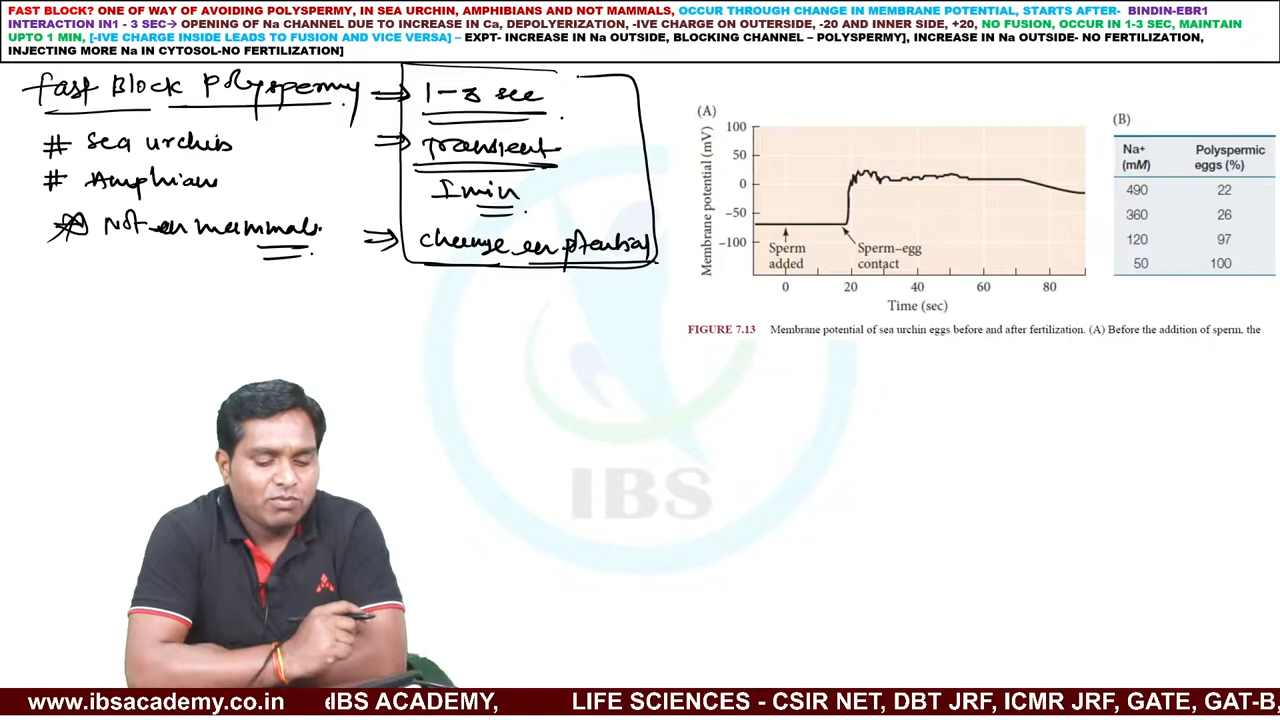 FAST BLOCK? ONE OF WAY OF AVOIDING POLYSPERMY, IN SEA URCHIN, AMPHIBIANS AND NOT MAMMALS, OCCUR THROUGH CHANGE IN MEMBRANE POTENTIAL, STARTS AFTER- BINDIN-EBR1
INTERACTION IN1 - 3 SEC→ OPENING OF Na CHANNEL DUE TO INCREASE IN Ca, DEPOLYERIZATION, -IVE CHARGE ON OUTERSIDE, -20 AND INNER SIDE, +20, NO FUSION, OCCUR IN 1-3 SEC, MAINTAIN
UPTO 1 MIN, [-IVE CHARGE INSIDE LEADS TO FUSION AND VICE VERSA] – EXPT- INCREASE IN Na OUTSIDE, BLOCKING CHANNEL – POLYSPERMY], INCREASE IN Na OUTSIDE- NO FERTILIZATION,
INJECTING MORE Na IN CYTOSOL-NO FERTILIZATION]
fast Block polyspermy ⇒ 1-3 sec
# Sea urchin ⇒ transient
# Amphian 1 min
Not in mammals. ⇒ change in potential
(A)
Membrane potential (mV)
100
50
0
−50
−100
Sperm added
Sperm–egg contact
0 20 40 60 80
Time (sec)
(B)
Na+ (mM) Polyspermic eggs (%)
490 22
360 26
120 97
50 100
FIGURE 7.13 Membrane potential of sea urchin eggs before and after fertilization. (A) Before the addition of sperm, the
IBS
www.ibsacademy.co.in IBS ACADEMY, LIFE SCIENCES - CSIR NET, DBT JRF, ICMR JRF, GATE, GAT-B,